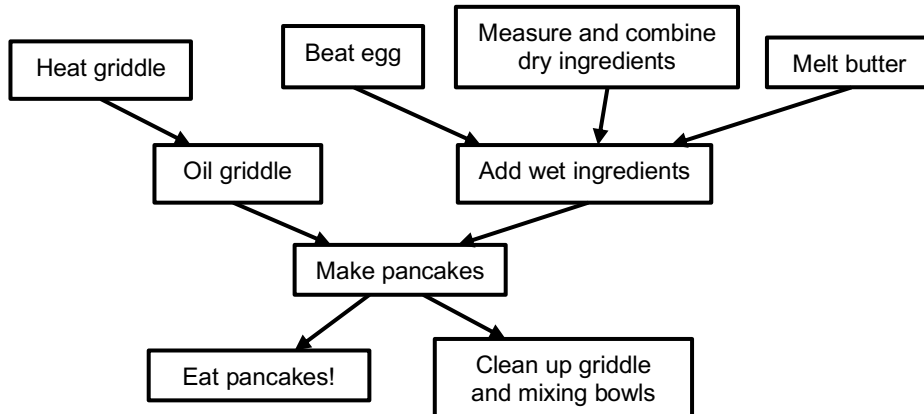 Heat griddle
Beat egg
Measure and combine
dry ingredients
Melt butter
Oil griddle
Add wet ingredients
Make pancakes
Eat pancakes!
Clean up griddle
and mixing bowls